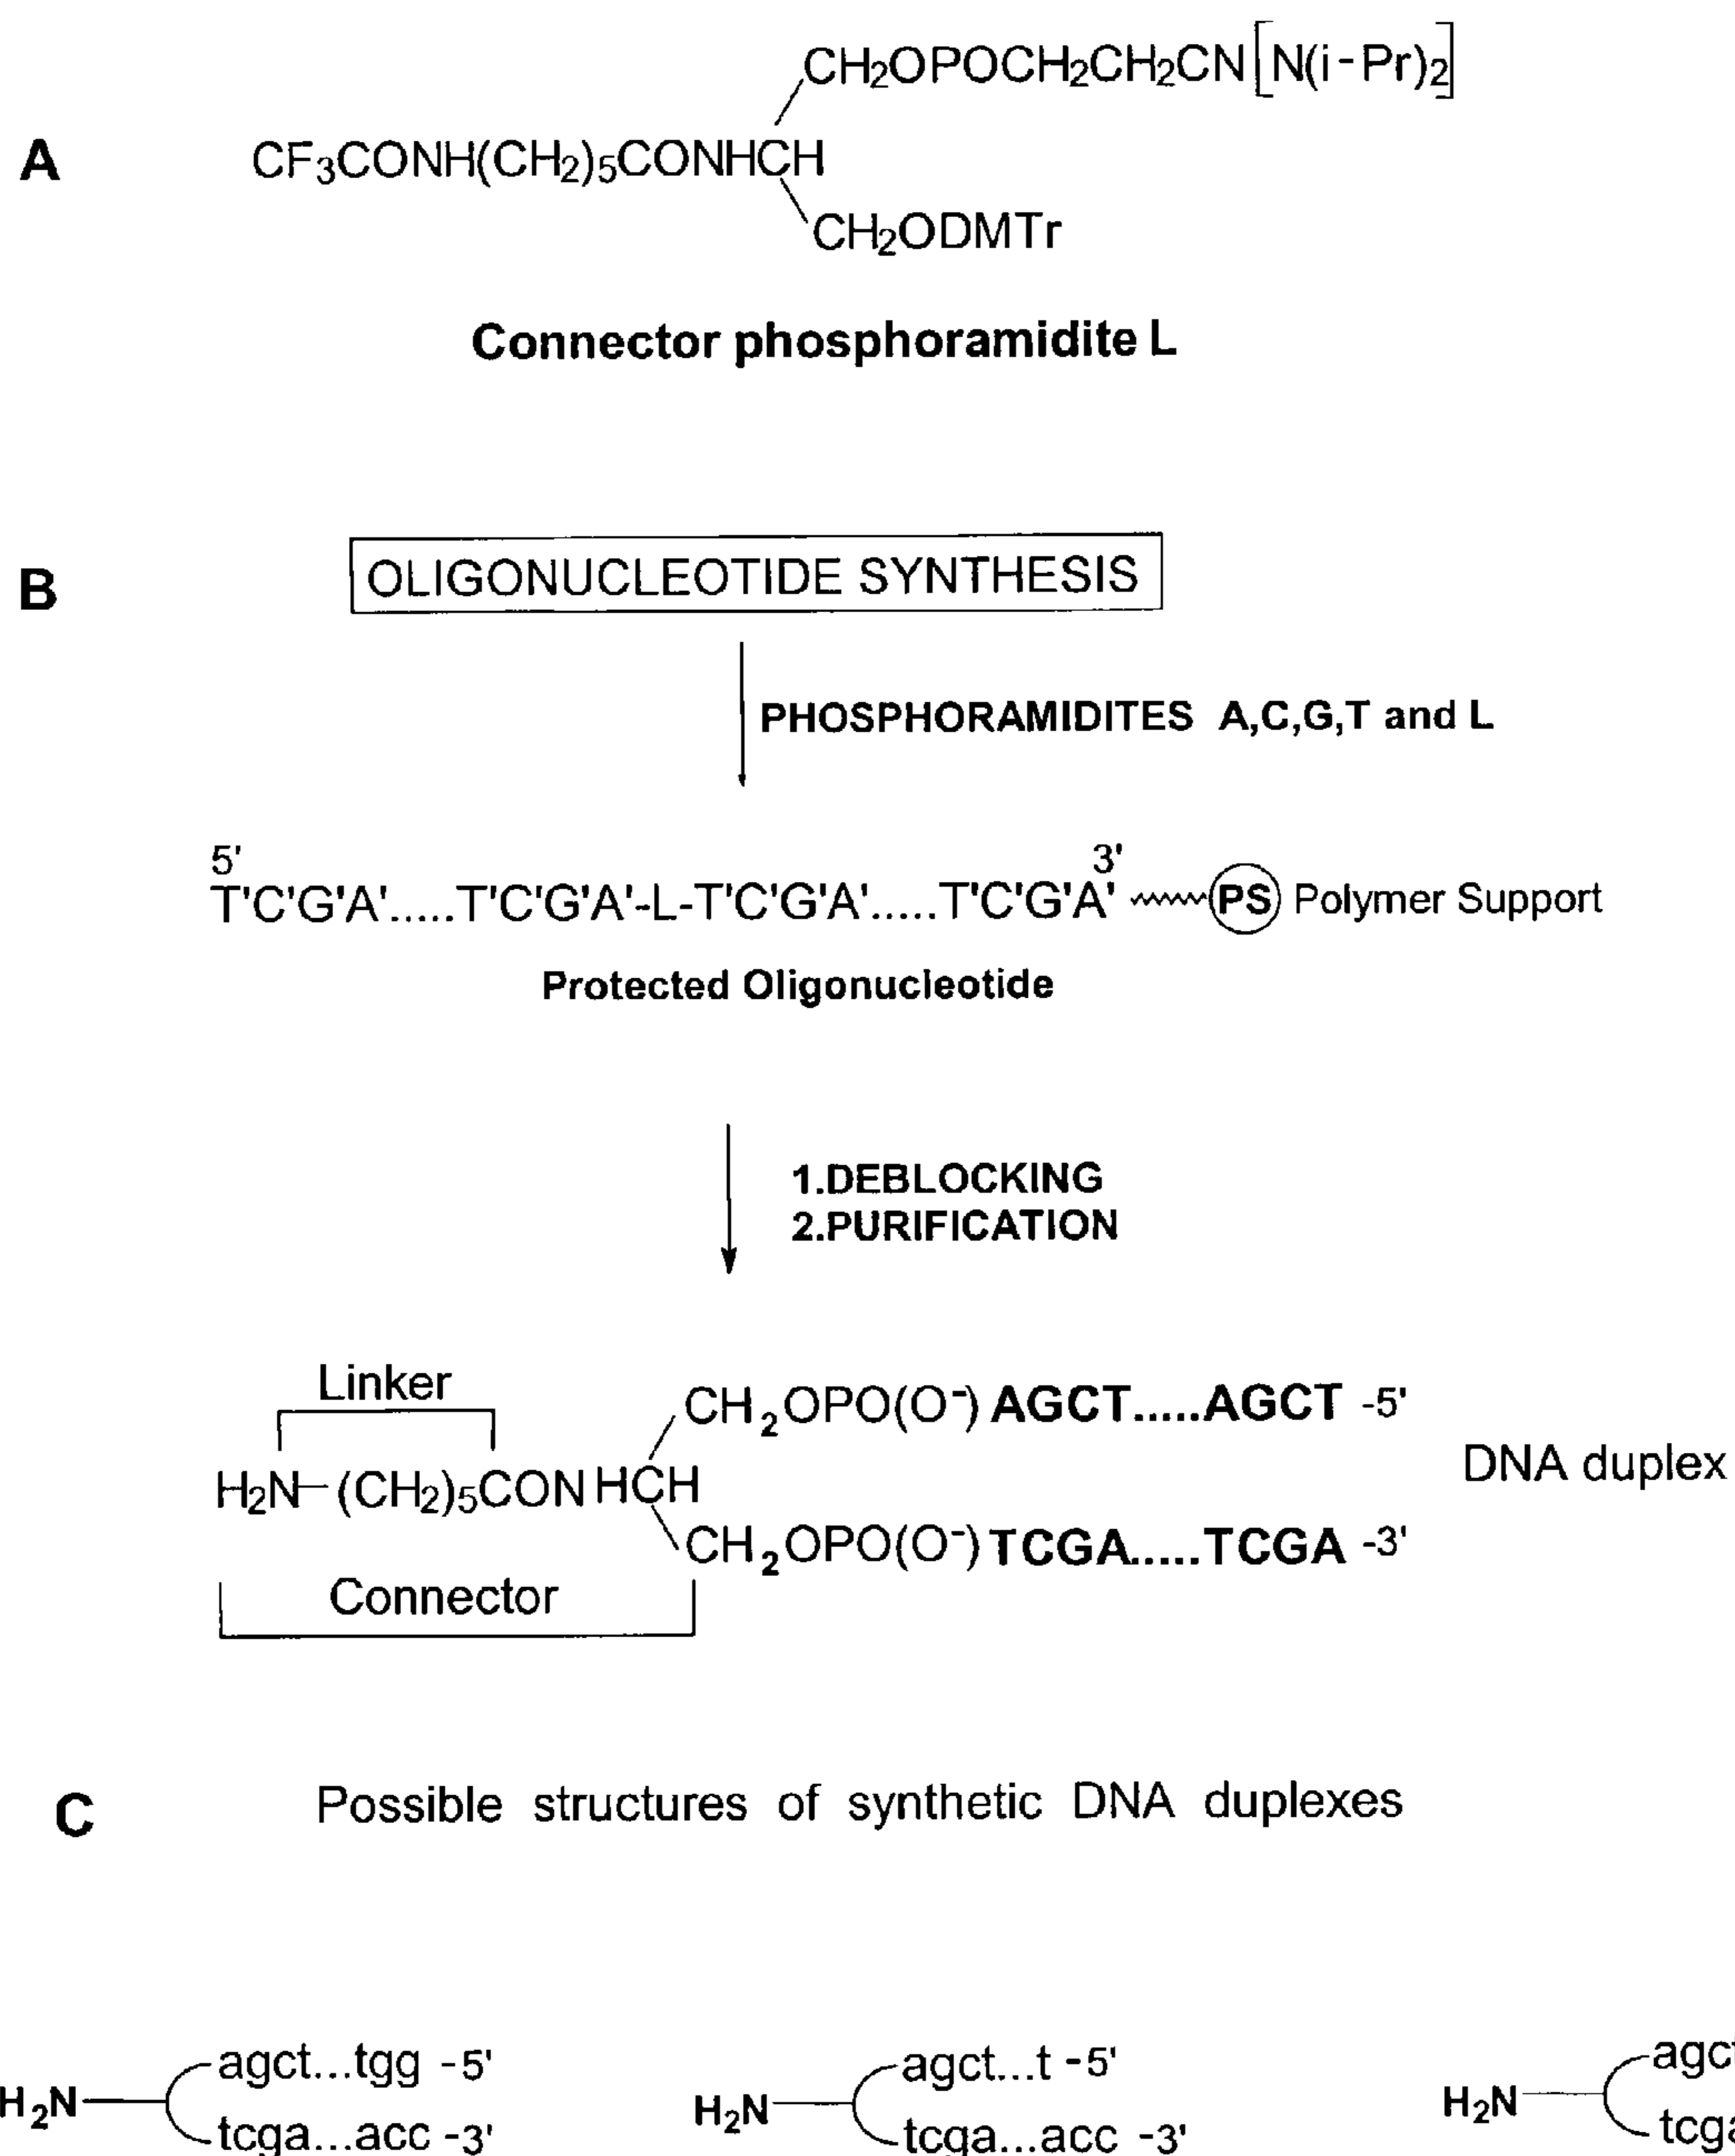 A
CH2OPOCH2CH2CN[N(i-Pr)2]
CF3CONH(CH2)5CONHCH
CH2ODMTr
Connector phosphoramidite L
B
OLIGONUCLEOTIDE SYNTHESIS
PHOSPHORAMIDITES A,C,G,T and L
5' 3'
T'C'G'A'.....T'C'G'A'-L-T'C'G'A'.....T'C'G'A' PS Polymer Support
Protected Oligonucleotide
1.DEBLOCKING
2.PURIFICATION
Linker
CH2OPO(O-)AGCT.....AGCT -5'
H2N-(CH2)5CONHCH
DNA duplex
CH2OPO(O-)TCGA.....TCGA -3'
Connector
C
Possible structures of synthetic DNA duplexes
agct...tgg -5'
H2N
tcga...acc -3'
agct...t -5'
H2N
tcga...acc -3'
H2N